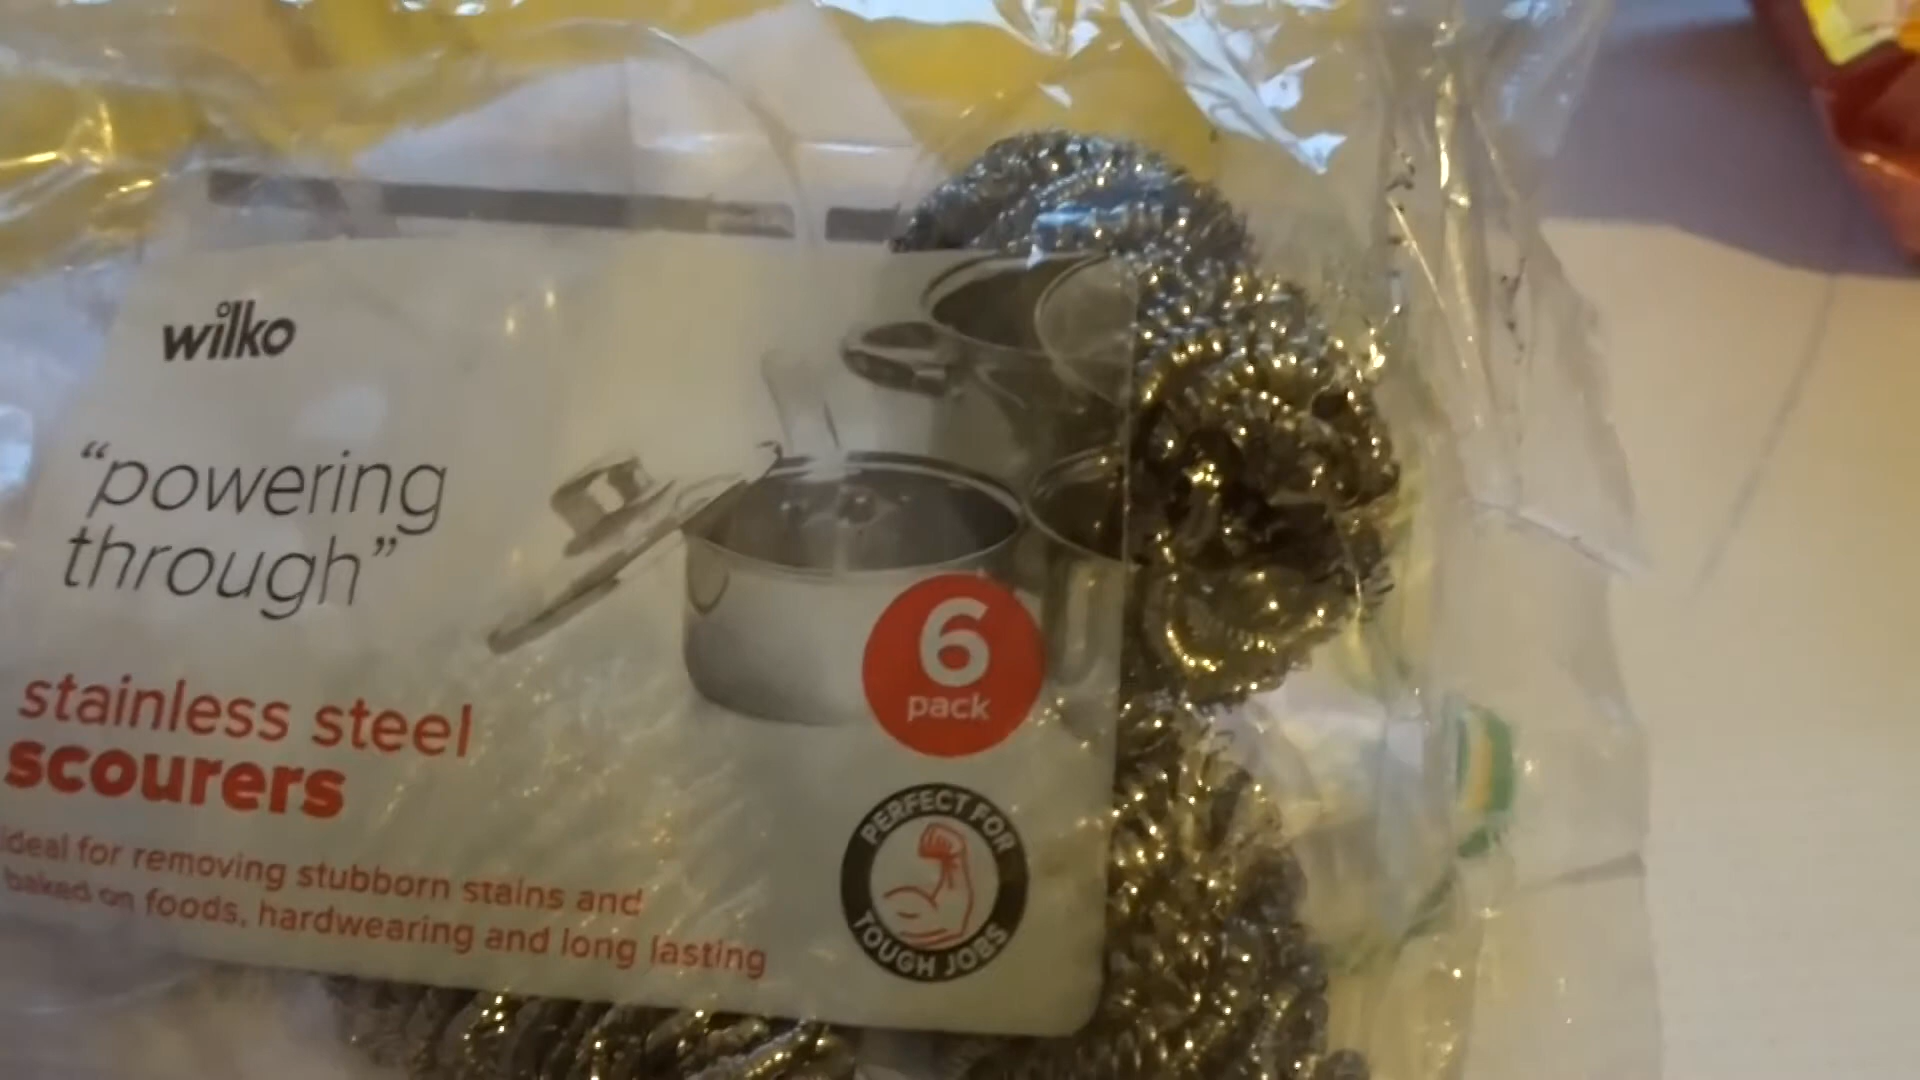 wilko
"powering
through"
stainless steel
scourers
ideal for removing stubborn stains and
baked on foods, hardwearing and long lasting
6
pack
PERFECT FOR
TOUGH JOBS